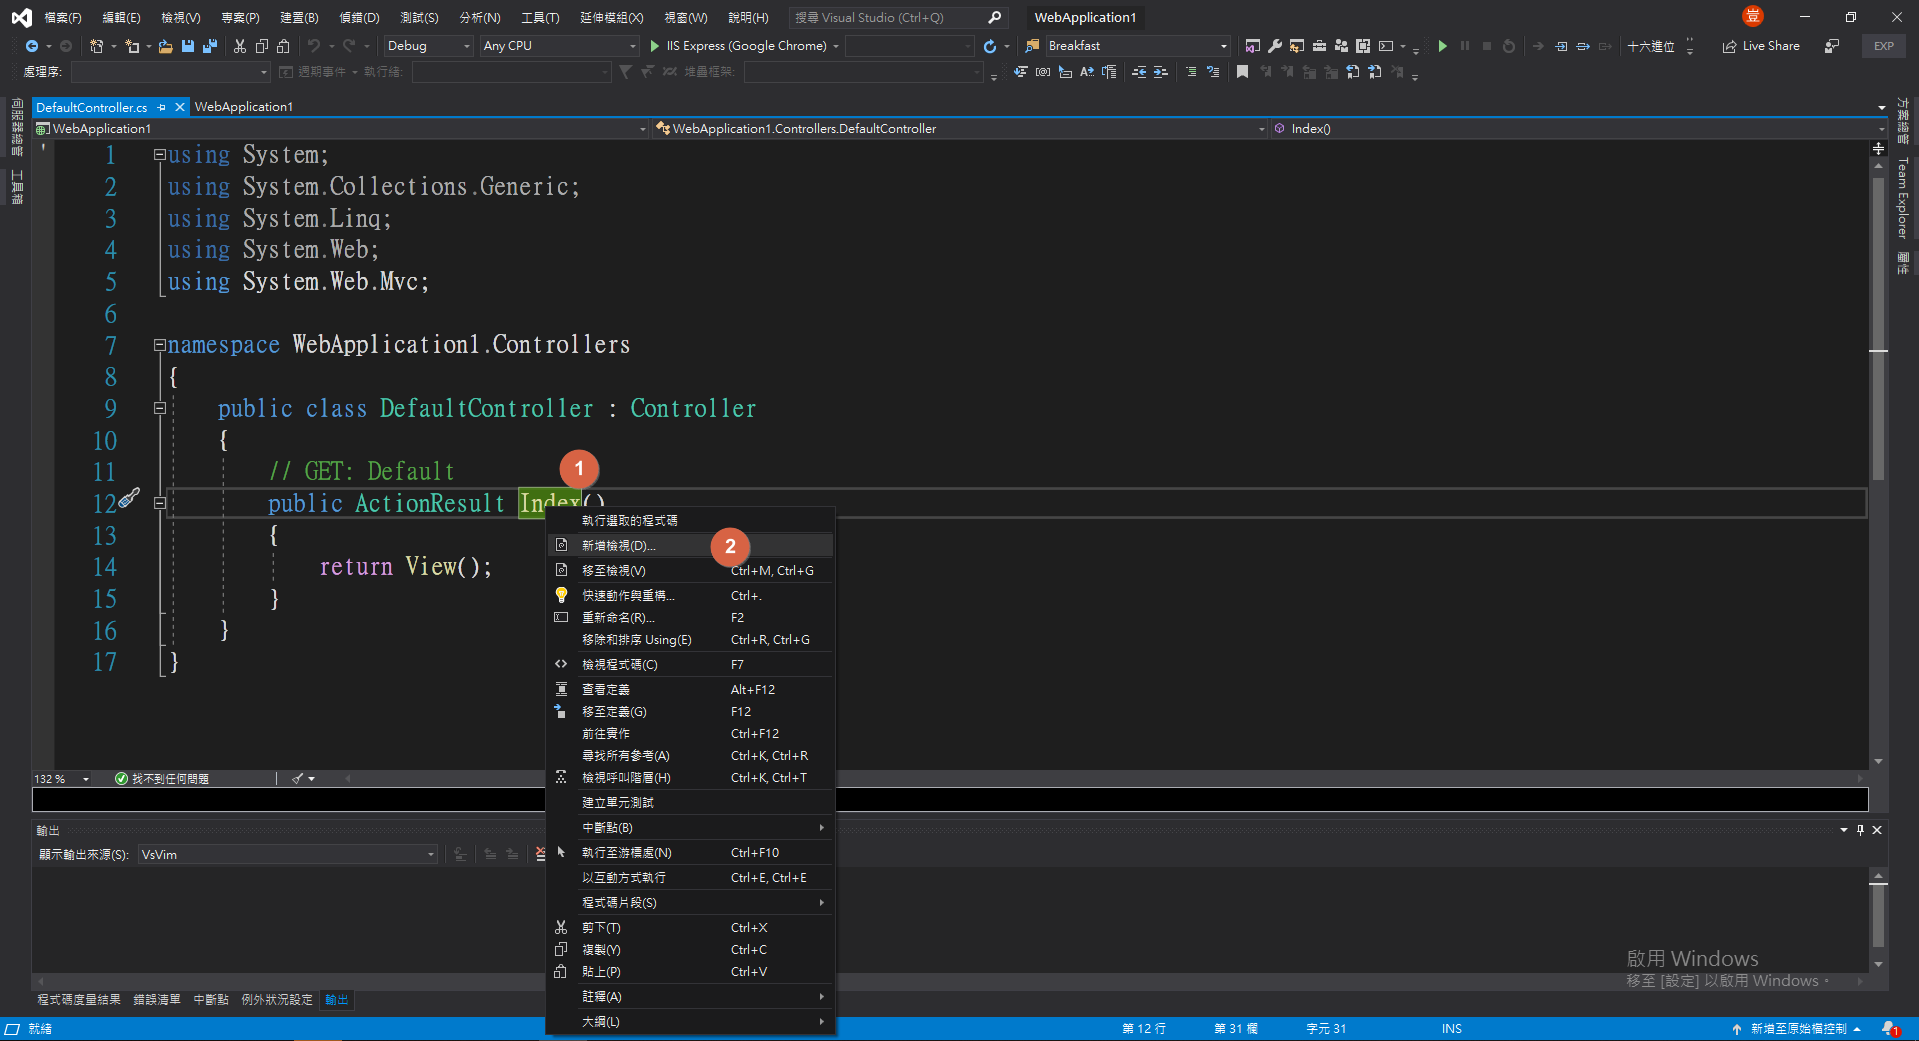 檔案(F) 編輯(E) 檢視(V) 專案(P) 建置(B) 偵錯(D) 測試(S) 分析(N) 工具(T) 延伸模組(X) 視窗(W) 說明(H) 搜尋 Visual Studio (Ctrl+Q) WebApplication1 豈
Debug Any CPU IIS Express (Google Chrome) Breakfast 十六進位 Live Share EXP
處理序: 週期事件 執行緒: 堆疊框架:
伺服器總管
工具箱
DefaultController.cs WebApplication1
WebApplication1 WebApplication1.Controllers.DefaultController Index()
1 using System;
2 using System.Collections.Generic;
3 using System.Linq;
4 using System.Web;
5 using System.Web.Mvc;
6
7 namespace WebApplication1.Controllers
8 {
9 public class DefaultController : Controller
10 {
11 // GET: Default
12 public ActionResult Index()
13 {
14 return View();
15 }
16 }
17 }
1
2
執行選取的程式碼
新增檢視(D)...
移至檢視(V) Ctrl+M, Ctrl+G
快速動作與重構... Ctrl+.
重新命名(R)... F2
移除和排序 Using(E) Ctrl+R, Ctrl+G
檢視程式碼(C) F7
查看定義 Alt+F12
移至定義(G) F12
前往實作 Ctrl+F12
尋找所有參考(A) Ctrl+K, Ctrl+R
檢視呼叫階層(H) Ctrl+K, Ctrl+T
建立單元測試
中斷點(B)
執行至游標處(N) Ctrl+F10
以互動方式執行 Ctrl+E, Ctrl+E
程式碼片段(S)
剪下(T) Ctrl+X
複製(Y) Ctrl+C
貼上(P) Ctrl+V
註釋(A)
大綱(L)
方案總管
Team Explorer
屬性
132 % 找不到任何問題
輸出
顯示輸出來源(S): VsVim
啟用 Windows
移至 [設定] 以啟用 Windows。
程式碼度量結果 錯誤清單 中斷點 例外狀況設定 輸出
就緒 第 12 行 第 31 欄 字元 31 INS 新增至原始檔控制 1